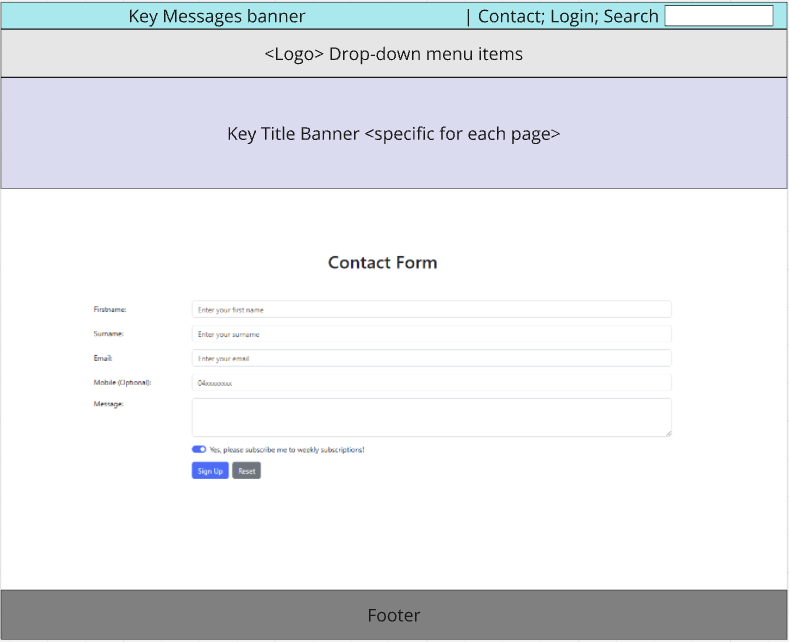 Key Messages banner | Contact; Login; Search
<Logo> Drop-down menu items
Key Title Banner <specific for each page>
Contact Form
Firstname: Enter your first name
Surname: Enter your surname
Email: Enter your email
Mobile (Optional): 04xxxxxxxx
Message:
Yes, please subscribe me to weekly subscriptions!
Sign Up Reset
Footer